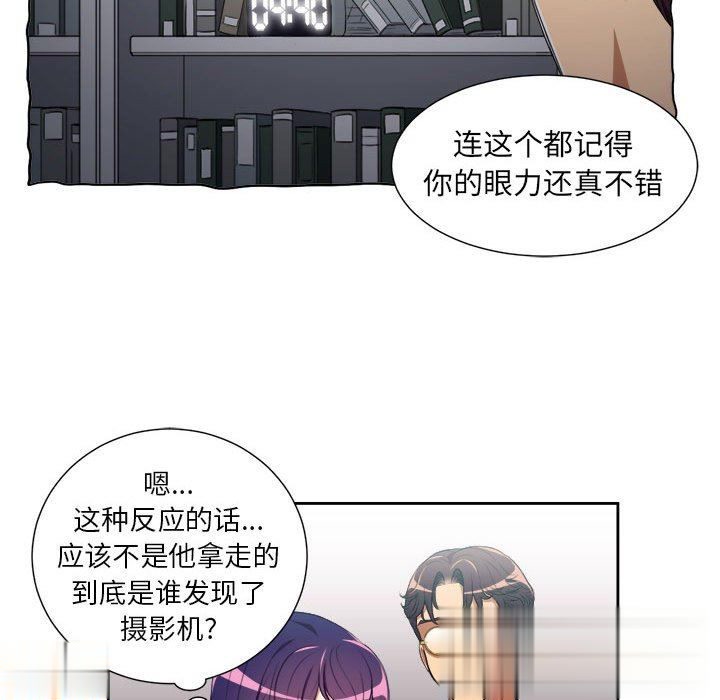 连这个都记得
你的眼力还真不错
嗯...
这种反应的话...
应该不是他拿走的
到底是谁发现了
摄影机?